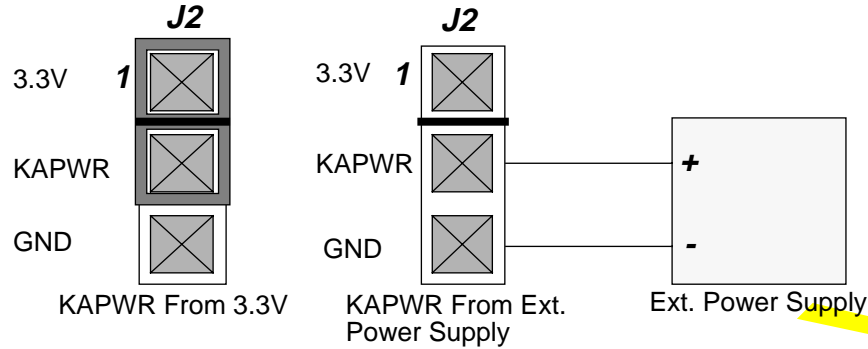 J2
3.3V 1
KAPWR
GND
KAPWR From 3.3V
J2
3.3V 1
KAPWR
GND
KAPWR From Ext.
Power Supply
+
-
Ext. Power Supply